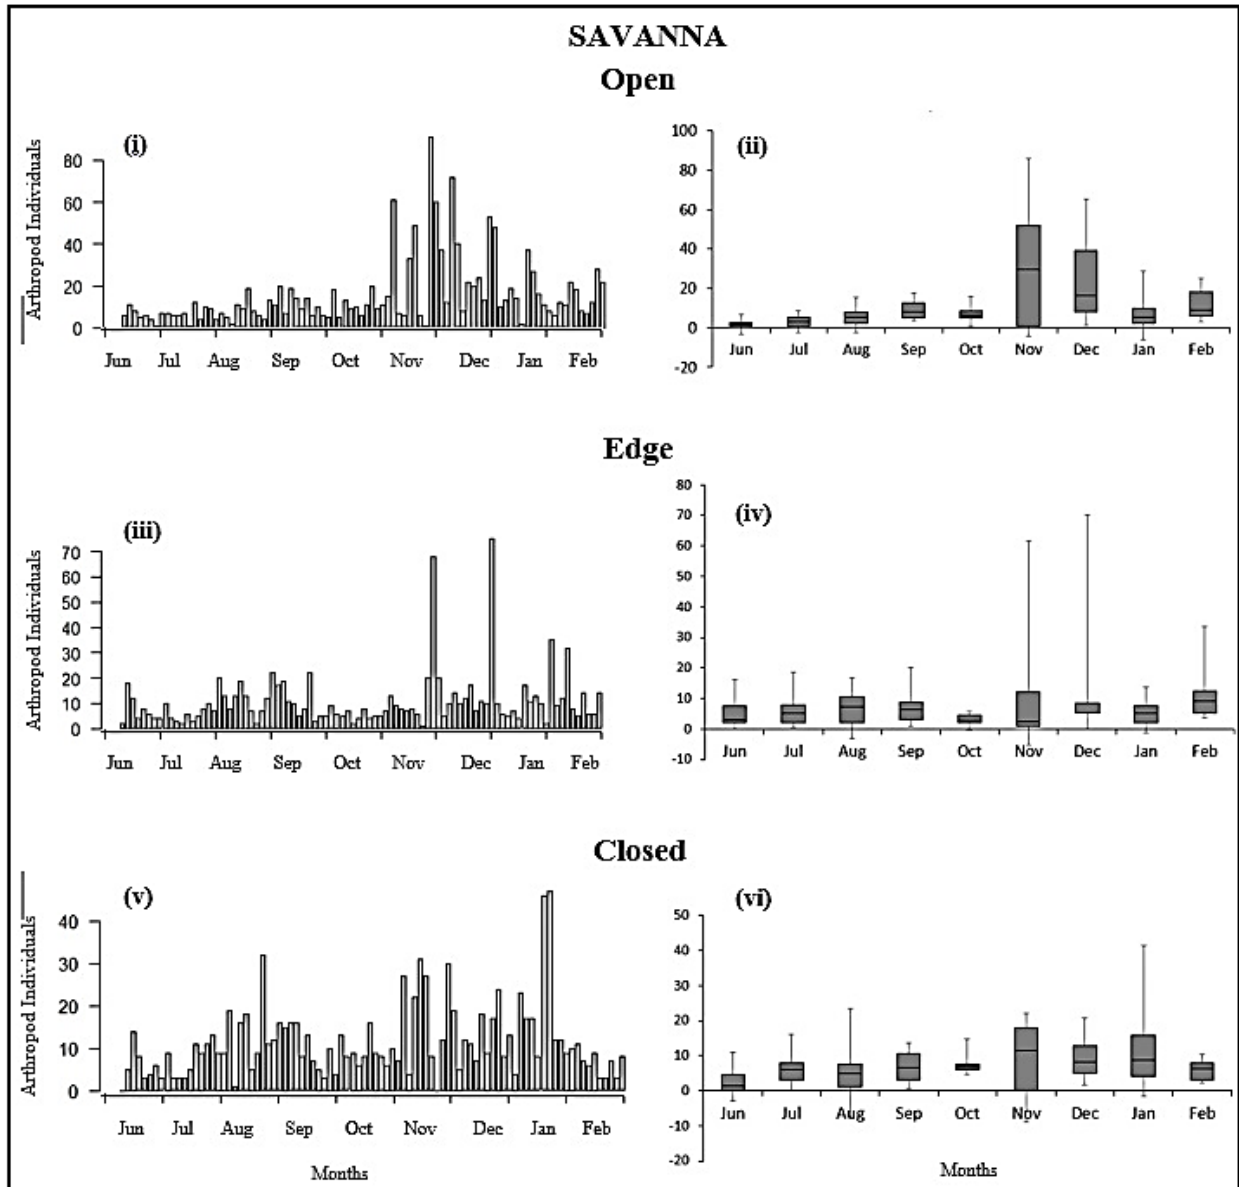 SAVANNA
Open
Arthropod Individuals
(i)
80
60
40
20
0
Jun Jul Aug Sep Oct Nov Dec Jan Feb
(ii)
100
80
60
40
20
0
-20
Jun Jul Aug Sep Oct Nov Dec Jan Feb
Edge
Arthropod Individuals
(iii)
70
60
50
40
30
20
10
0
Jun Jul Aug Sep Oct Nov Dec Jan Feb
(iv)
80
70
60
50
40
30
20
10
0
-10
Jun Jul Aug Sep Oct Nov Dec Jan Feb
Closed
Arthropod Individuals
(v)
40
30
20
10
0
Jun Jul Aug Sep Oct Nov Dec Jan Feb
Months
(vi)
50
40
30
20
10
0
-10
-20
Jun Jul Aug Sep Oct Nov Dec Jan Feb
Months